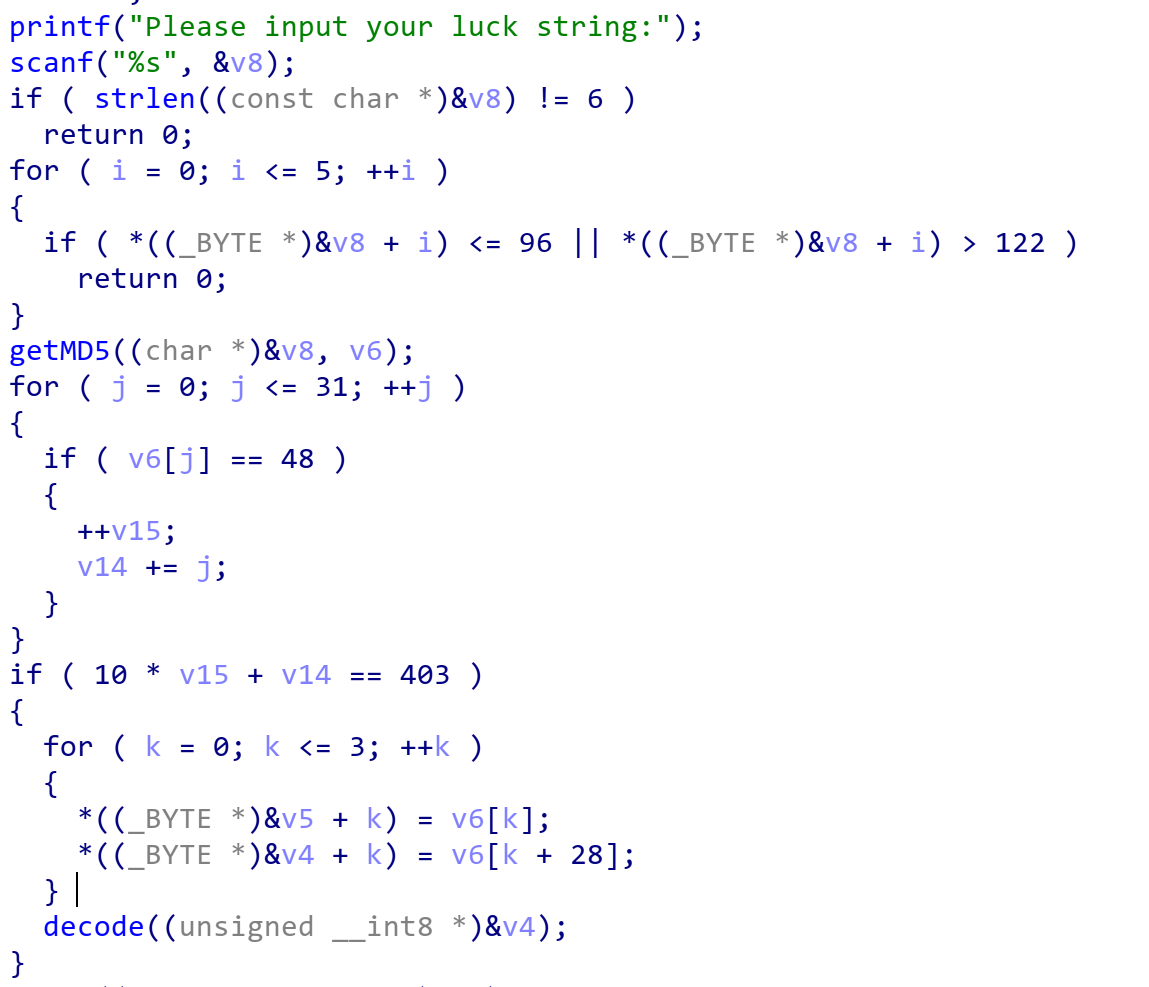 printf("Please input your luck string:");
scanf("%s", &v8);
if ( strlen((const char *)&v8) != 6 )
  return 0;
for ( i = 0; i <= 5; ++i )
{
  if ( *((_BYTE *)&v8 + i) <= 96 || *((_BYTE *)&v8 + i) > 122 )
    return 0;
}
getMD5((char *)&v8, v6);
for ( j = 0; j <= 31; ++j )
{
  if ( v6[j] == 48 )
  {
    ++v15;
    v14 += j;
  }
}
if ( 10 * v15 + v14 == 403 )
{
  for ( k = 0; k <= 3; ++k )
  {
    *((_BYTE *)&v5 + k) = v6[k];
    *((_BYTE *)&v4 + k) = v6[k + 28];
  }
  decode((unsigned __int8 *)&v4);
}